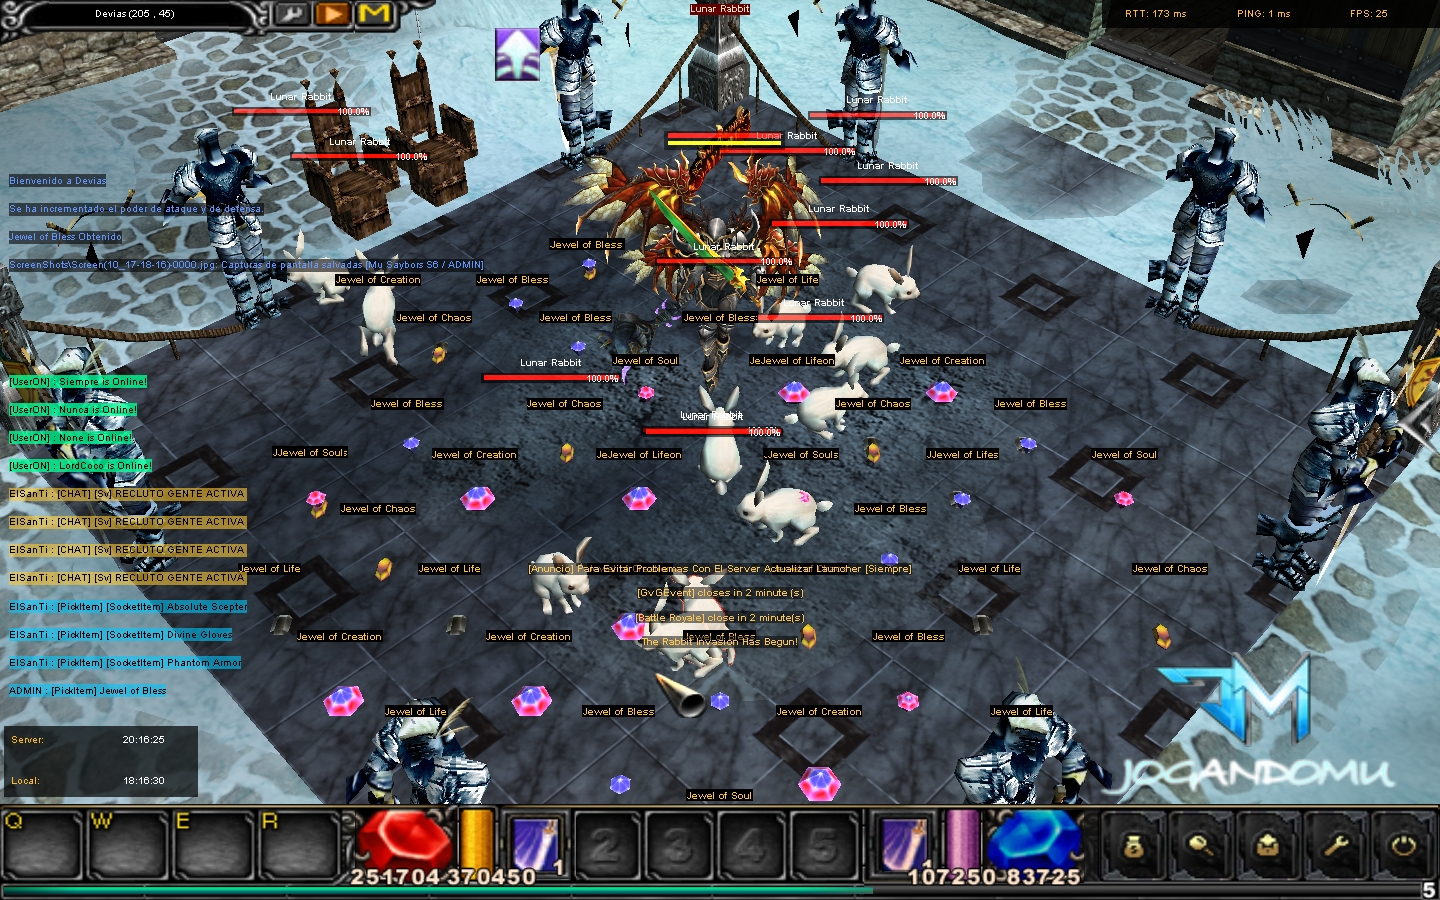 Devias (205 , 45)
Lunar Rabbit
RTT: 173 ms
PING: 1 ms
FPS: 25
Lunar Rabbit
100.0%
Lunar Rabbit
100.0%
Lunar Rabbit
100.0%
Lunar Rabbit
100.0%
Lunar Rabbit
100.0%
Bienvenido a Devias
Se ha incrementado el poder de ataque y de defensa.
Lunar Rabbit
100.0%
Jewel of Bless Obtenido
Jewel of Bless
Lunar Rabbit
100.0%
ScreenShots\Screen(10_17-18-16)-0000.jpg: Capturas de pantalla salvadas [Mu Saybors S6 / ADMIN]
Jewel of Creation
Jewel of Bless
Jewel of Life
Lunar Rabbit
100.0%
Jewel of Chaos
Jewel of Bless
Jewel of Bless
Lunar Rabbit
100.0%
Jewel of Soul
JeJewel of Lifeon
Jewel of Creation
[UserON] : Siempre is Online!
[UserON] : Nunca is Online!
[UserON] : None is Online!
[UserON] : LordCoco is Online!
Jewel of Bless
Jewel of Chaos
Jewel of Chaos
Jewel of Bless
Lunar Rabbit
100.0%
JJewel of Souls
Jewel of Creation
JeJewel of Lifeon
JJewel of Souls
JJewel of Lifes
Jewel of Soul
ElSanTi : [CHAT] [Sv] RECLUTO GENTE ACTIVA
ElSanTi : [CHAT] [Sv] RECLUTO GENTE ACTIVA
ElSanTi : [CHAT] [Sv] RECLUTO GENTE ACTIVA
ElSanTi : [CHAT] [Sv] RECLUTO GENTE ACTIVA
Jewel of Chaos
Jewel of Bless
Jewel of Life
Jewel of Life
[Anuncio] Para Evitar Problemas Con El Server Actualizar Launcher [Siempre]
Jewel of Life
Jewel of Chaos
[GvGEvent] closes in 2 minute(s)
[Battle Royale] close in 2 minute(s)
The Rabbit Invasion Has Begun!
ElSanTi : [PickItem] [SocketItem] Absolute Scepter
ElSanTi : [PickItem] [SocketItem] Divine Gloves
ElSanTi : [PickItem] [SocketItem] Phantom Armor
ADMIN : [PickItem] Jewel of Bless
Jewel of Creation
Jewel of Creation
Jewel of Bless
Jewel of Bless
Jewel of Life
Jewel of Bless
Jewel of Creation
Jewel of Life
Server: 20:16:25
Local: 18:16:30
Jewel of Soul
JM
JOGANDOMU
Q
W
E
R
1
2
3
4
5
1
251704
370450
107250
83725
5